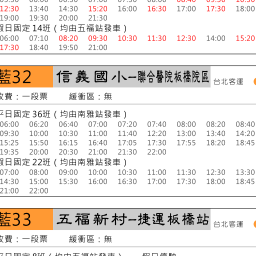 12:30 13:40 14:30 15:20 16:00 16:30 17:00 17:30 18:00
19:00 19:30 20:00 21:30
假日固定14班（均由五福站發車）
06:00 07:10 08:20 09:30 10:30 11:30 12:30 14:00 15:20
17:30 18:40 19:50 21:00
藍32 信義國小--聯合醫院板橋院區 台北客運
收費：一段票 緩衝區：無
平日固定36班（均由南雅站發車）
06:00 06:20 06:40 07:00 07:20 07:40 08:00 08:20 08:40
09:30 10:00 10:30 11:00 11:40 12:20 13:00 13:40 14:20
15:25 15:50 16:15 16:40 17:05 17:30 17:55 18:20 18:45
19:35 20:00 20:30 21:00 21:30 22:00
假日固定22班（均由南雅站發車）
07:00 08:00 09:00 10:00 10:30 11:00 11:30 12:30 13:30
14:30 15:00 15:30 16:00 16:30 17:00 17:30 18:00 18:45
21:00 22:00
藍33 五福新村--捷運板橋站 台北客運
收費：一段票 緩衝區：無